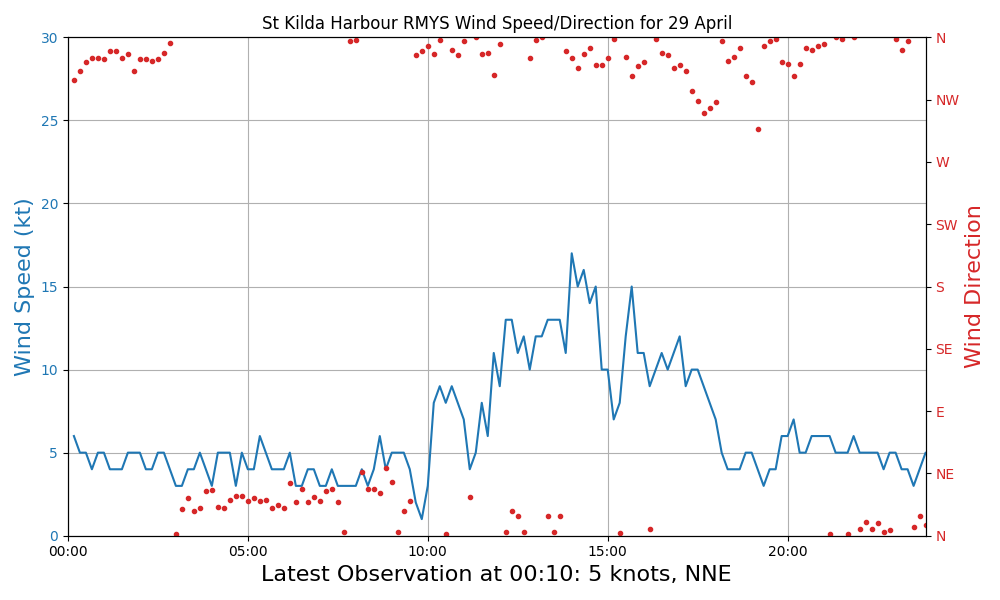 St Kilda Harbour RMYS Wind Speed/Direction for 29 April
30
25
20
15
10
5
0
Wind Speed (kt)
N
NW
W
SW
S
SE
E
NE
N
Wind Direction
00:00 05:00 10:00 15:00 20:00
Latest Observation at 00:10: 5 knots, NNE